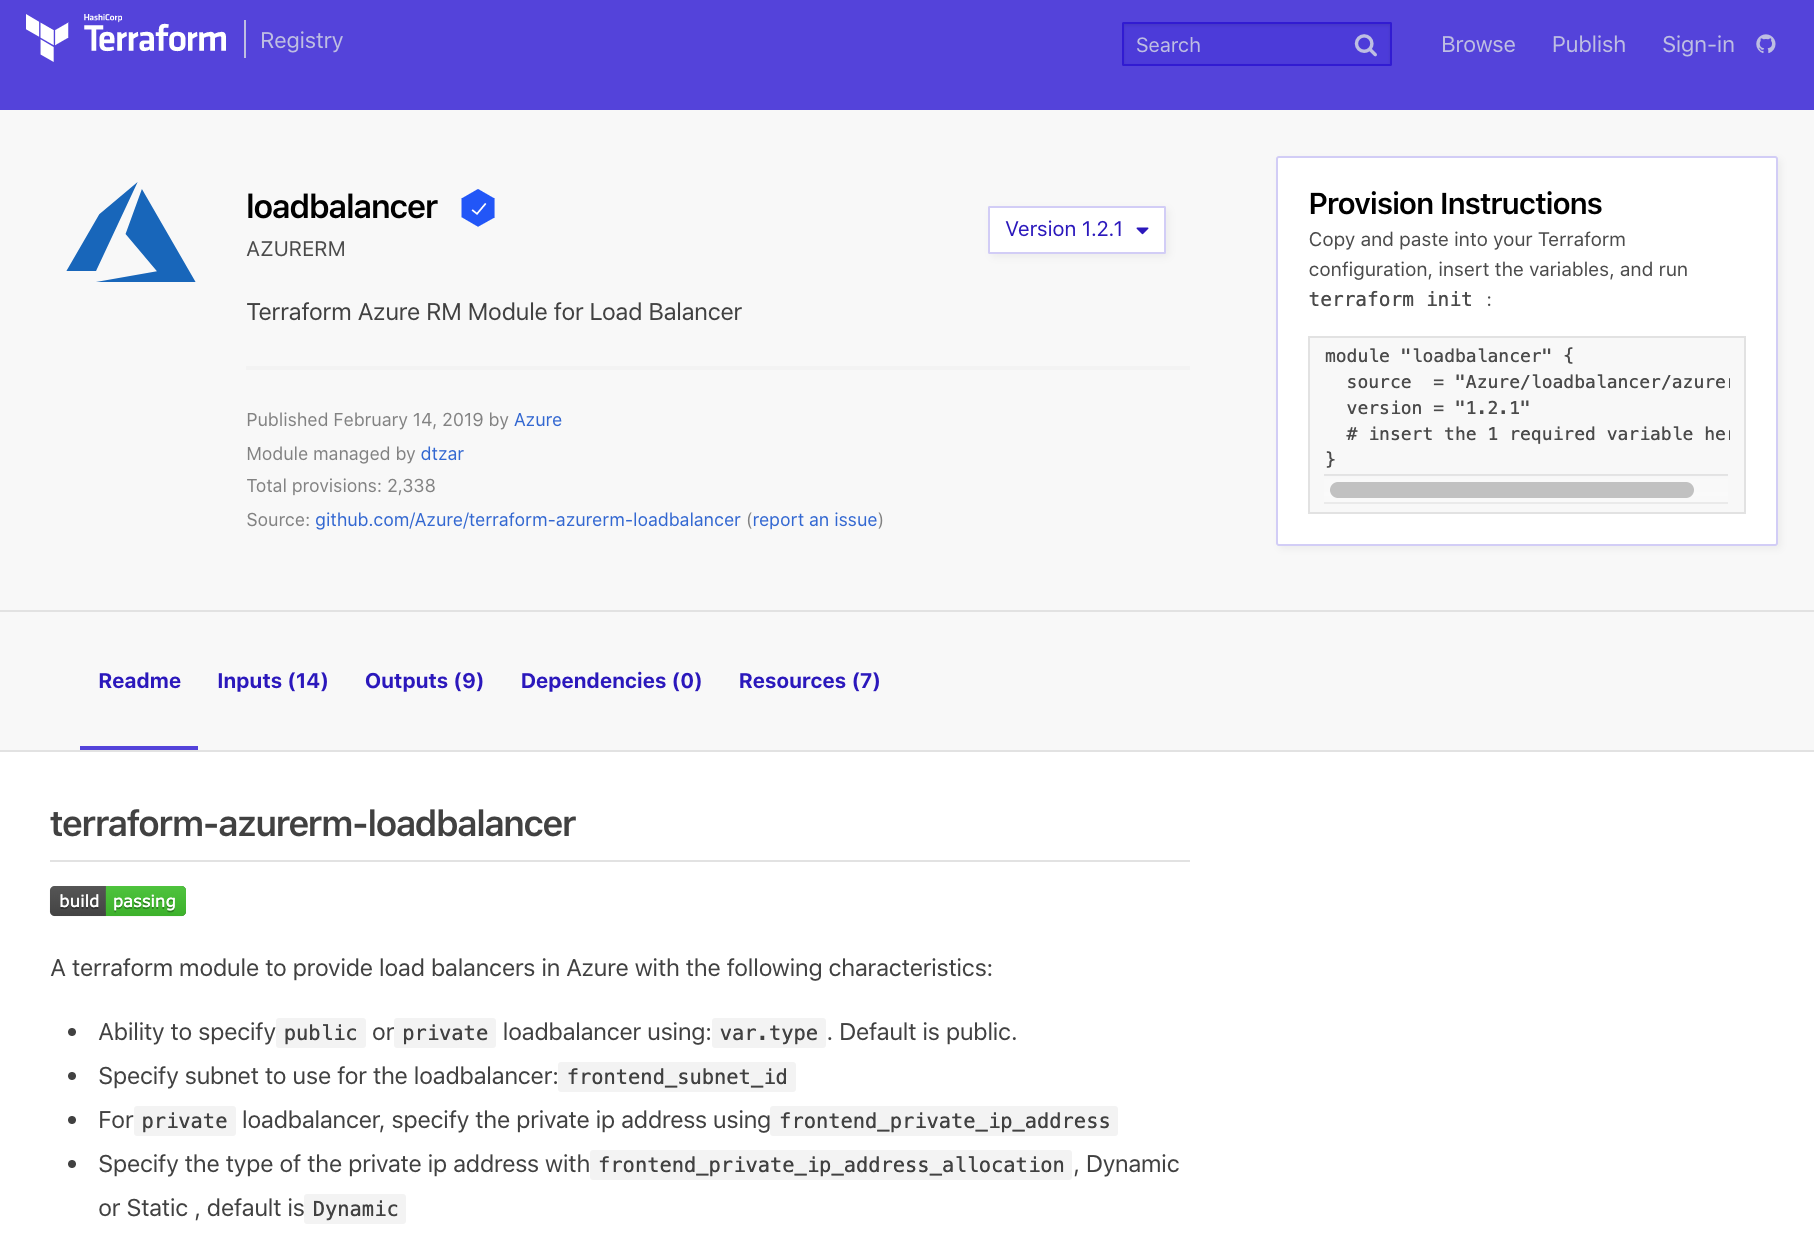 HashiCorp
Terraform
Registry
Search
Browse
Publish
Sign-in
loadbalancer
AZURERM
Version 1.2.1
Terraform Azure RM Module for Load Balancer
Published February 14, 2019 by Azure
Module managed by dtzar
Total provisions: 2,338
Source: github.com/Azure/terraform-azurerm-loadbalancer (report an issue)
Provision Instructions
Copy and paste into your Terraform
configuration, insert the variables, and run
terraform init :
module "loadbalancer" {
  source  = "Azure/loadbalancer/azurer
  version = "1.2.1"
  # insert the 1 required variable her
}
Readme
Inputs (14)
Outputs (9)
Dependencies (0)
Resources (7)
terraform-azurerm-loadbalancer
build passing
A terraform module to provide load balancers in Azure with the following characteristics:
• Ability to specify public or private loadbalancer using: var.type . Default is public.
• Specify subnet to use for the loadbalancer: frontend_subnet_id
• For private loadbalancer, specify the private ip address using frontend_private_ip_address
• Specify the type of the private ip address with frontend_private_ip_address_allocation , Dynamic
or Static , default is Dynamic